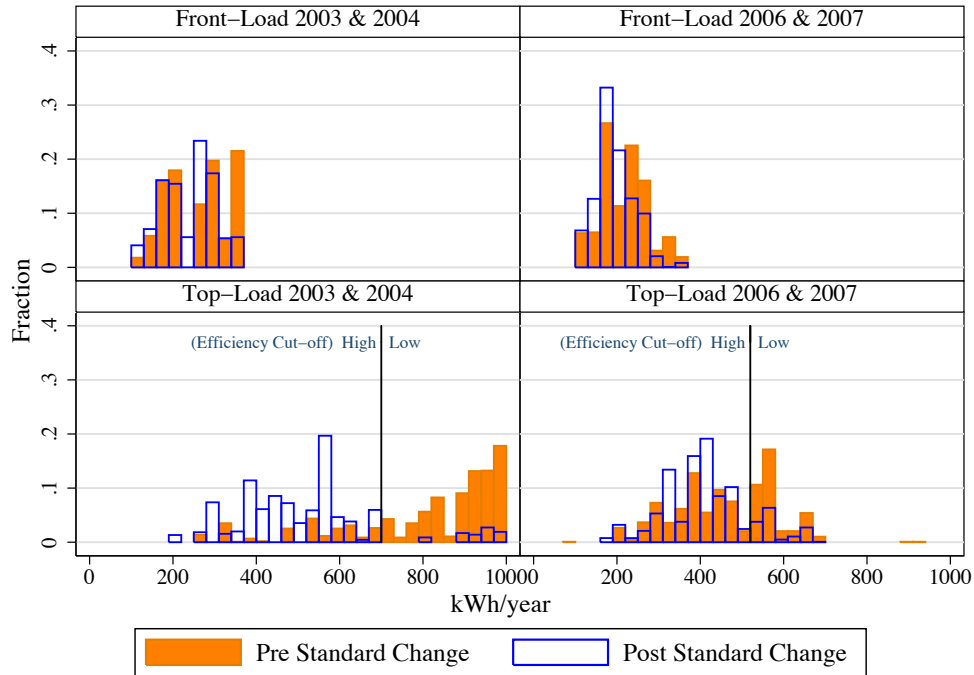 Front–Load 2003 & 2004
Front–Load 2006 & 2007
.4
.3
.2
.1
0
Top–Load 2003 & 2004
Top–Load 2006 & 2007
Fraction
(Efficiency Cut–off) High Low
(Efficiency Cut–off) High Low
.4
.3
.2
.1
0
0 200 400 600 800 1000
0 200 400 600 800 1000
kWh/year
Pre Standard Change
Post Standard Change